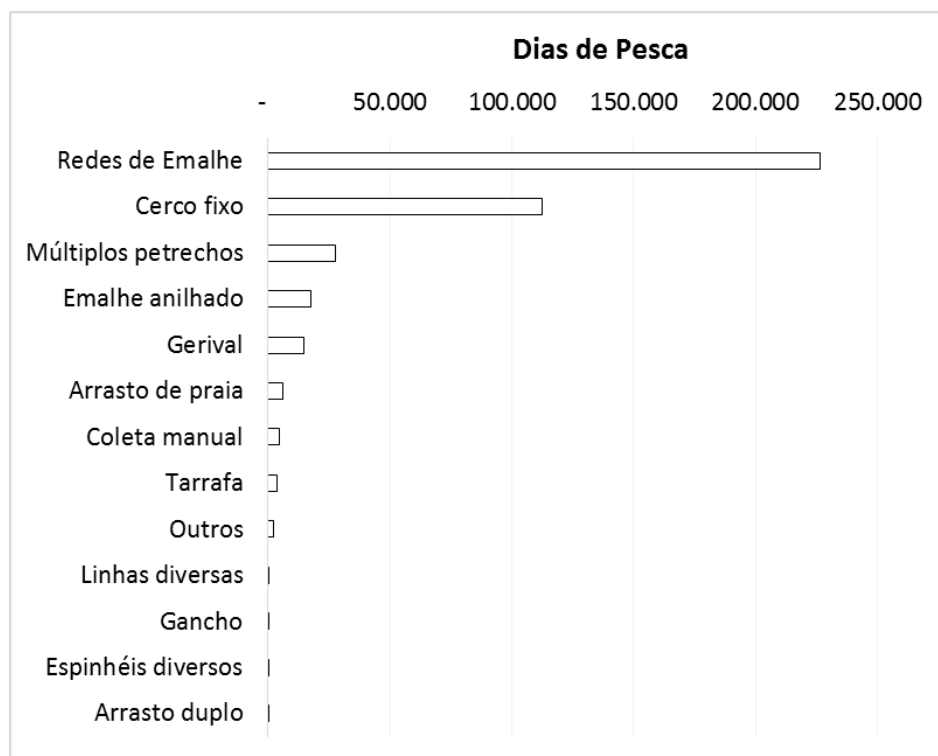 Dias de Pesca
- 50.000 100.000 150.000 200.000 250.000
Redes de Emalhe
Cerco fixo
Múltiplos petrechos
Emalhe anilhado
Gerival
Arrasto de praia
Coleta manual
Tarrafa
Outros
Linhas diversas
Gancho
Espinhéis diversos
Arrasto duplo